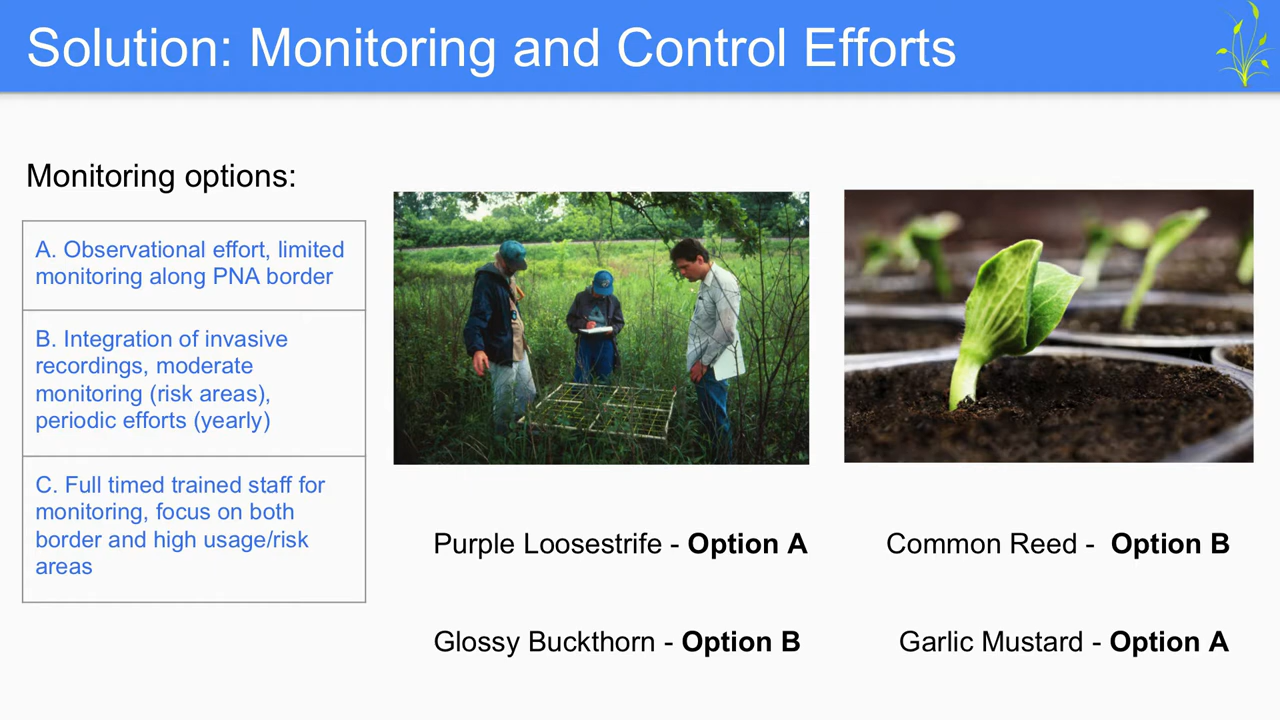 Solution: Monitoring and Control Efforts
Monitoring options:
A. Observational effort, limited
monitoring along PNA border
B. Integration of invasive
recordings, moderate
monitoring (risk areas),
periodic efforts (yearly)
C. Full timed trained staff for
monitoring, focus on both
border and high usage/risk
areas
Purple Loosestrife - Option A
Common Reed -  Option B
Glossy Buckthorn - Option B
Garlic Mustard - Option A